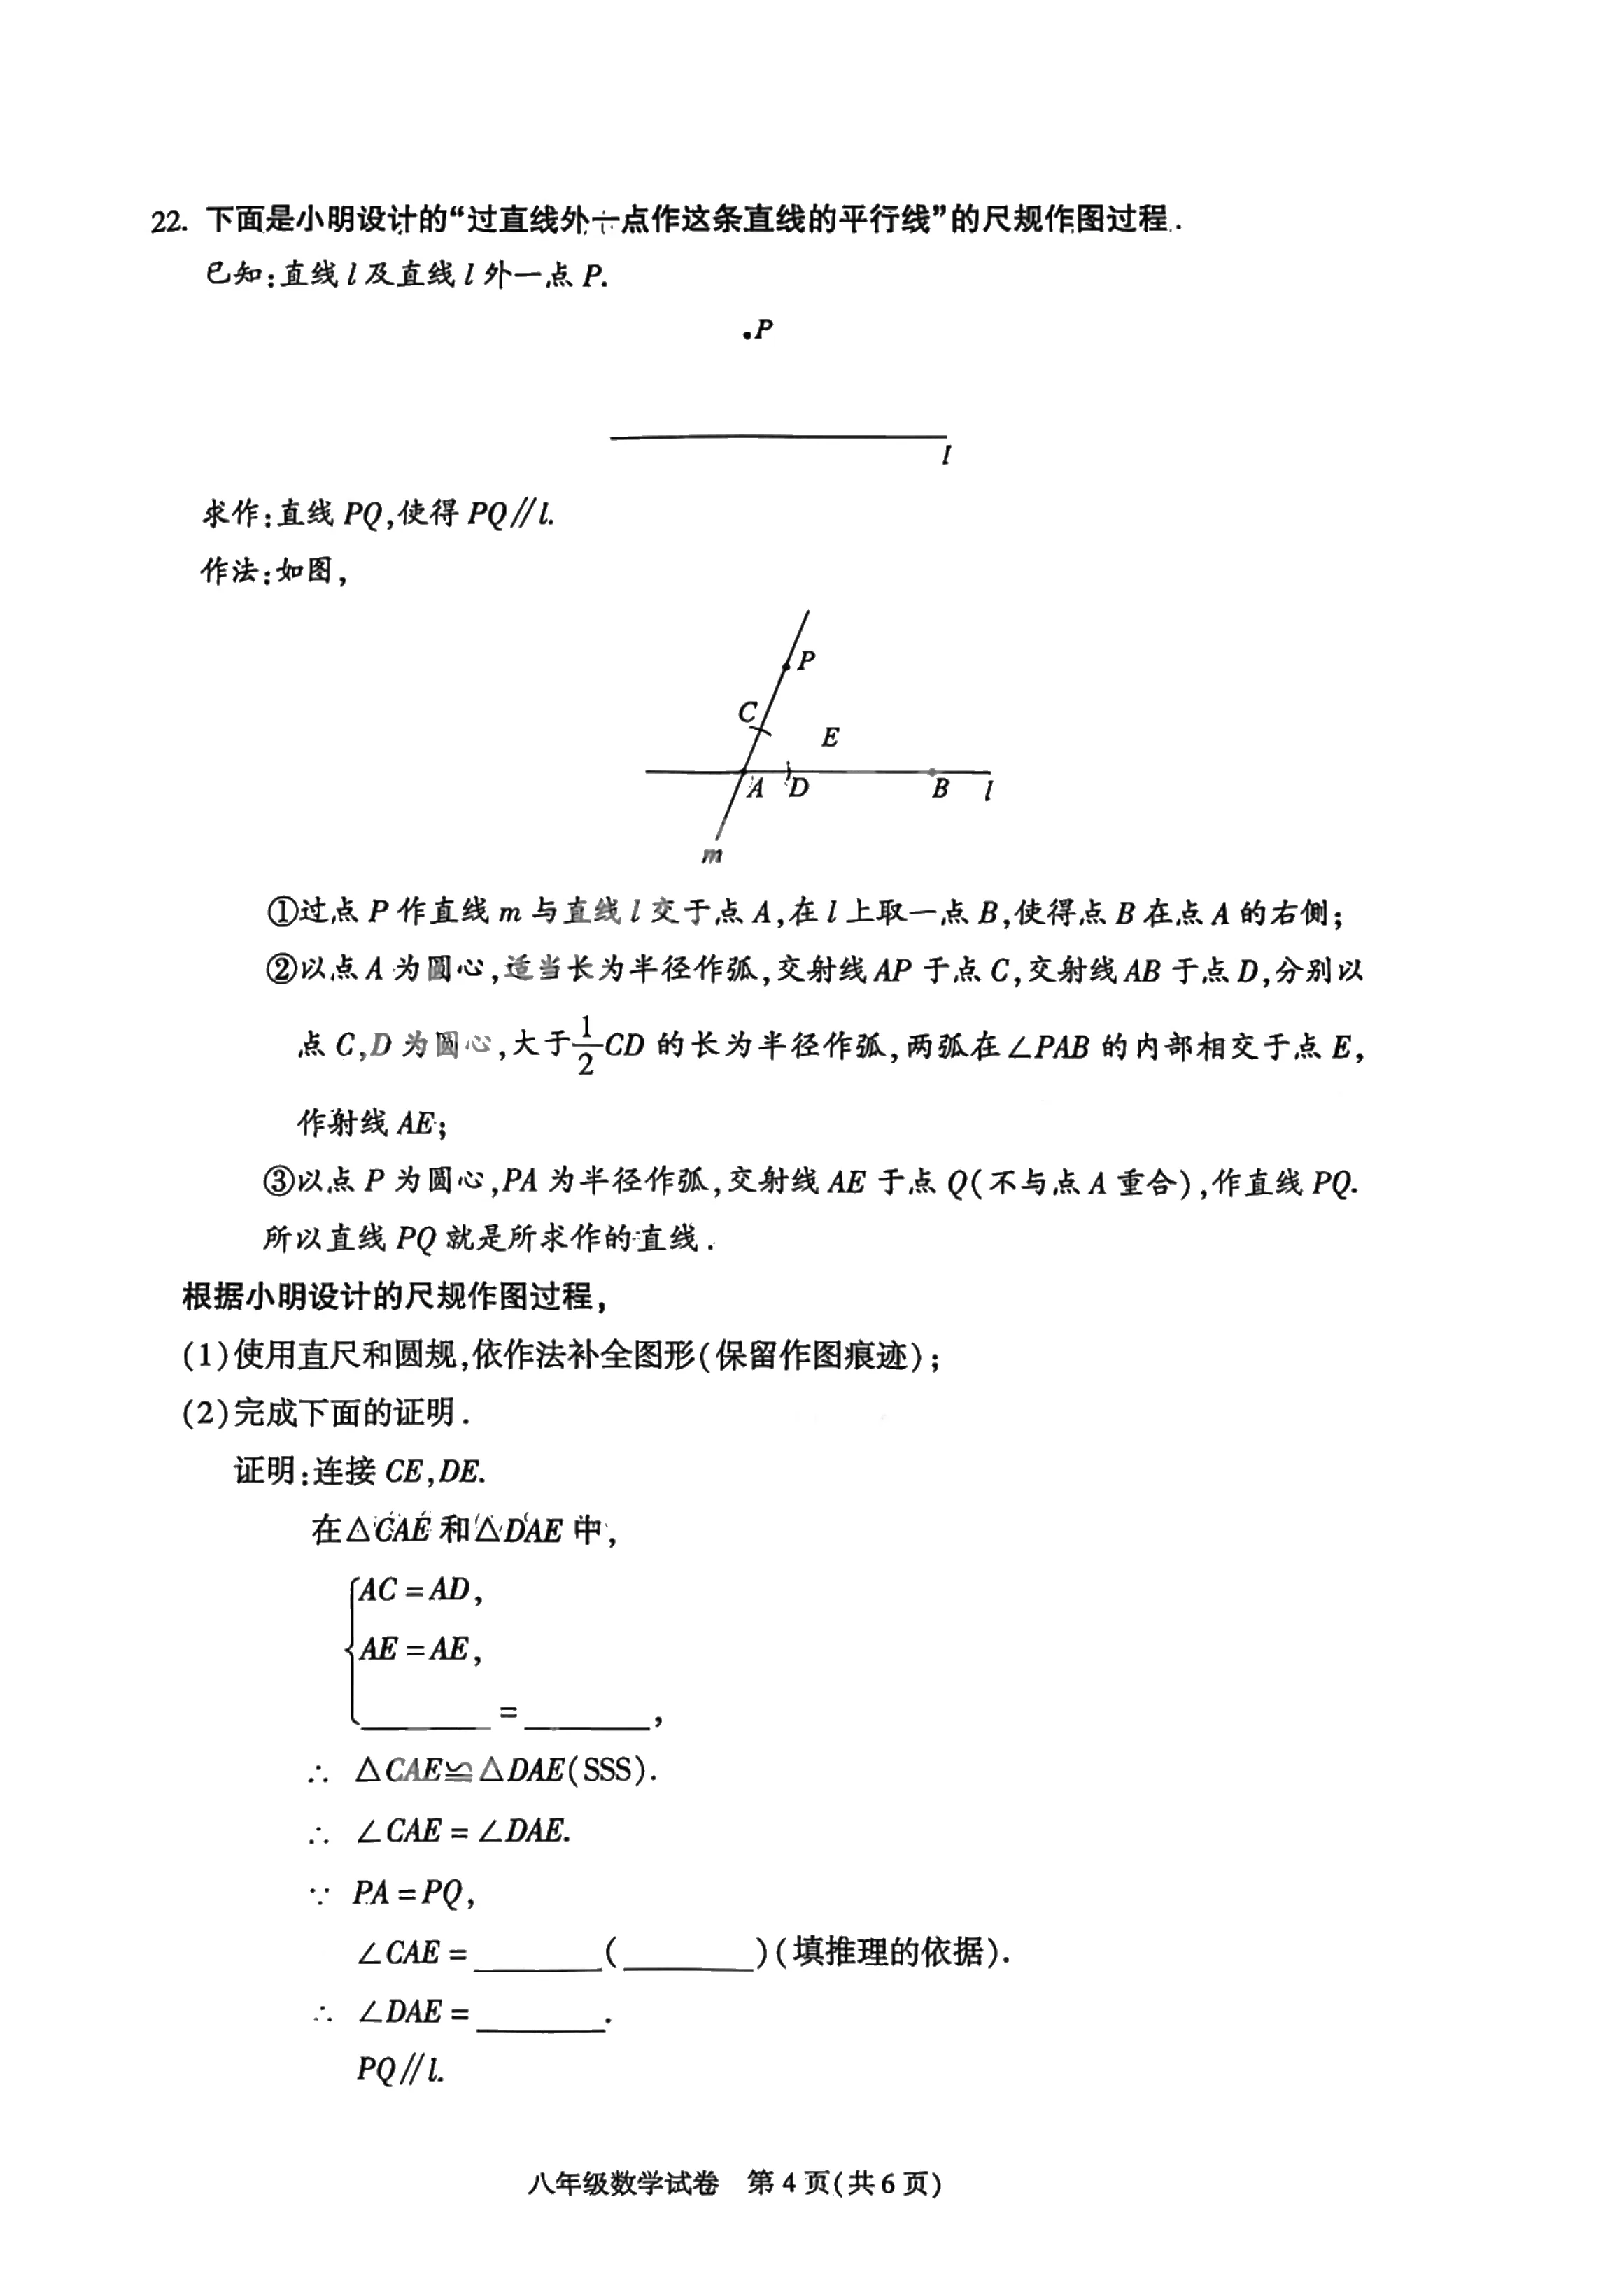 22. 下面是小明设计的“过直线外一点作这条直线的平行线”的尺规作图过程.
已知:直线 l 及直线 l 外一点 P.
P
l
求作:直线 PQ,使得 PQ∥l.
作法:如图,
P
C
E
A D B l
m
①过点 P 作直线 m 与直线 l 交于点 A,在 l 上取一点 B,使得点 B 在点 A 的右侧;
②以点 A 为圆心,适当长为半径作弧,交射线 AP 于点 C,交射线 AB 于点 D,分别以
点 C,D 为圆心,大于 1/2 CD 的长为半径作弧,两弧在∠PAB 的内部相交于点 E,
作射线 AE;
③以点 P 为圆心,PA 为半径作弧,交射线 AE 于点 Q(不与点 A 重合),作直线 PQ.
所以直线 PQ 就是所求作的直线.
根据小明设计的尺规作图过程,
(1)使用直尺和圆规,依作法补全图形(保留作图痕迹);
(2)完成下面的证明.
证明:连接 CE,DE.
在△CAE 和△DAE 中,
AC=AD,
AE=AE,
______=______,
∴ △CAE≌△DAE(SSS).
∴ ∠CAE=∠DAE.
∵ PA=PQ,
∠CAE=______(______)(填推理的依据).
∴ ∠DAE=______.
PQ∥l.
八年级数学试卷 第 4 页(共 6 页)